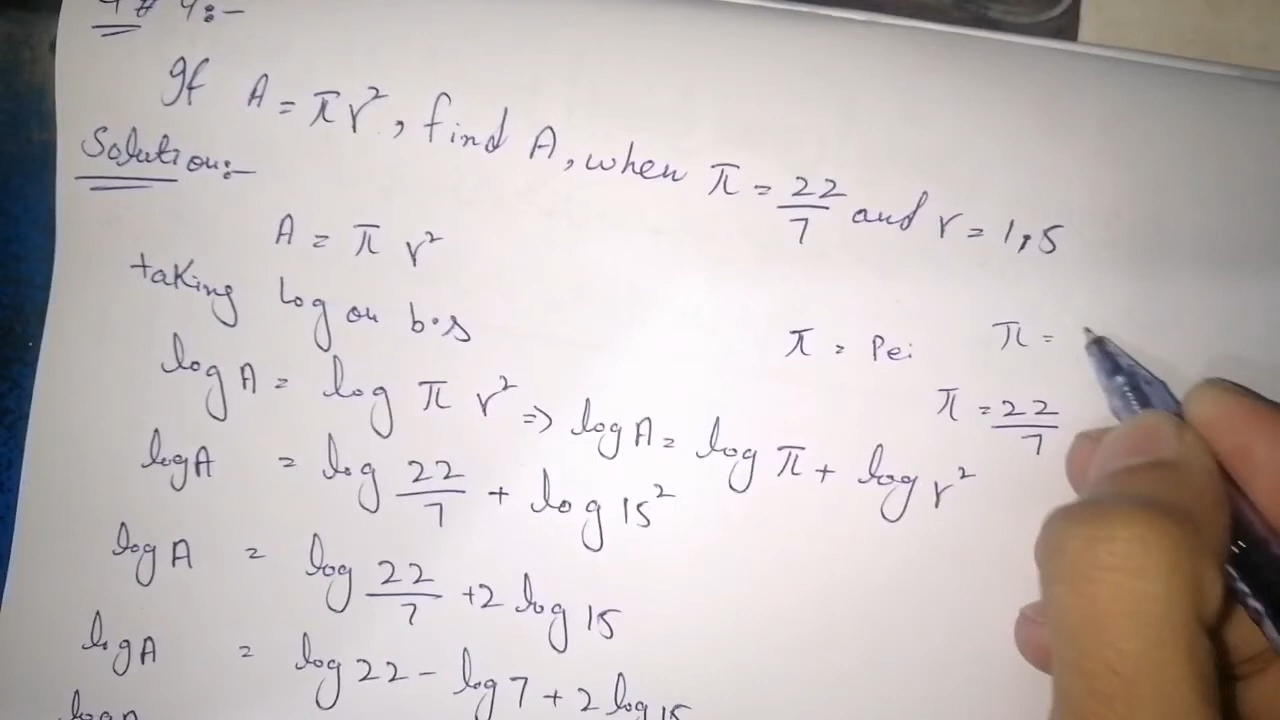 If A = πr², find A, when π = 22/7 and r = 1,5
Solution:-
A = π r²
taking log on b.s
π = Pei π =
log A = log π r² => log A = log π + log r²
π = 22/7
log A = log 22/7 + log 15²
log A = log 22/7 + 2 log 15
log A = log 22 - log 7 + 2 log 15